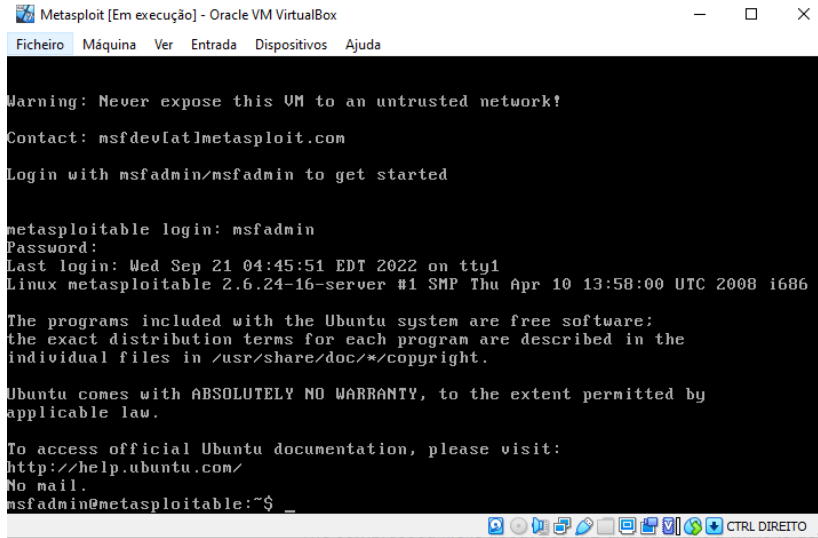 Metasploit [Em execução] - Oracle VM VirtualBox
Ficheiro Máquina Ver Entrada Dispositivos Ajuda
Warning: Never expose this VM to an untrusted network!
Contact: msfdev[at]metasploit.com
Login with msfadmin/msfadmin to get started
metasploitable login: msfadmin
Password:
Last login: Wed Sep 21 04:45:51 EDT 2022 on tty1
Linux metasploitable 2.6.24-16-server #1 SMP Thu Apr 10 13:58:00 UTC 2008 i686
The programs included with the Ubuntu system are free software;
the exact distribution terms for each program are described in the
individual files in /usr/share/doc/*/copyright.
Ubuntu comes with ABSOLUTELY NO WARRANTY, to the extent permitted by
applicable law.
To access official Ubuntu documentation, please visit:
http://help.ubuntu.com/
No mail.
msfadmin@metasploitable:~$ _
CTRL DIREITO